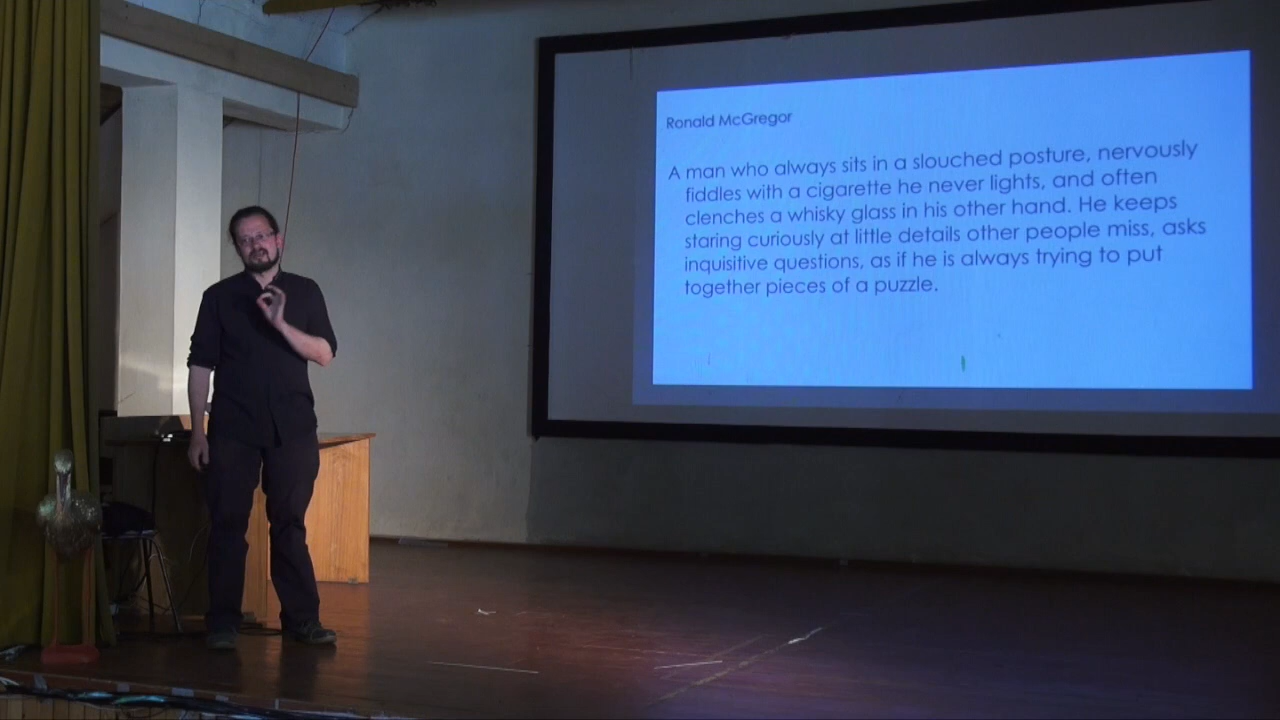 Ronald McGregor
A man who always sits in a slouched posture, nervously
fiddles with a cigarette he never lights, and often
clenches a whisky glass in his other hand. He keeps
staring curiously at little details other people miss, asks
inquisitive questions, as if he is always trying to put
together pieces of a puzzle.